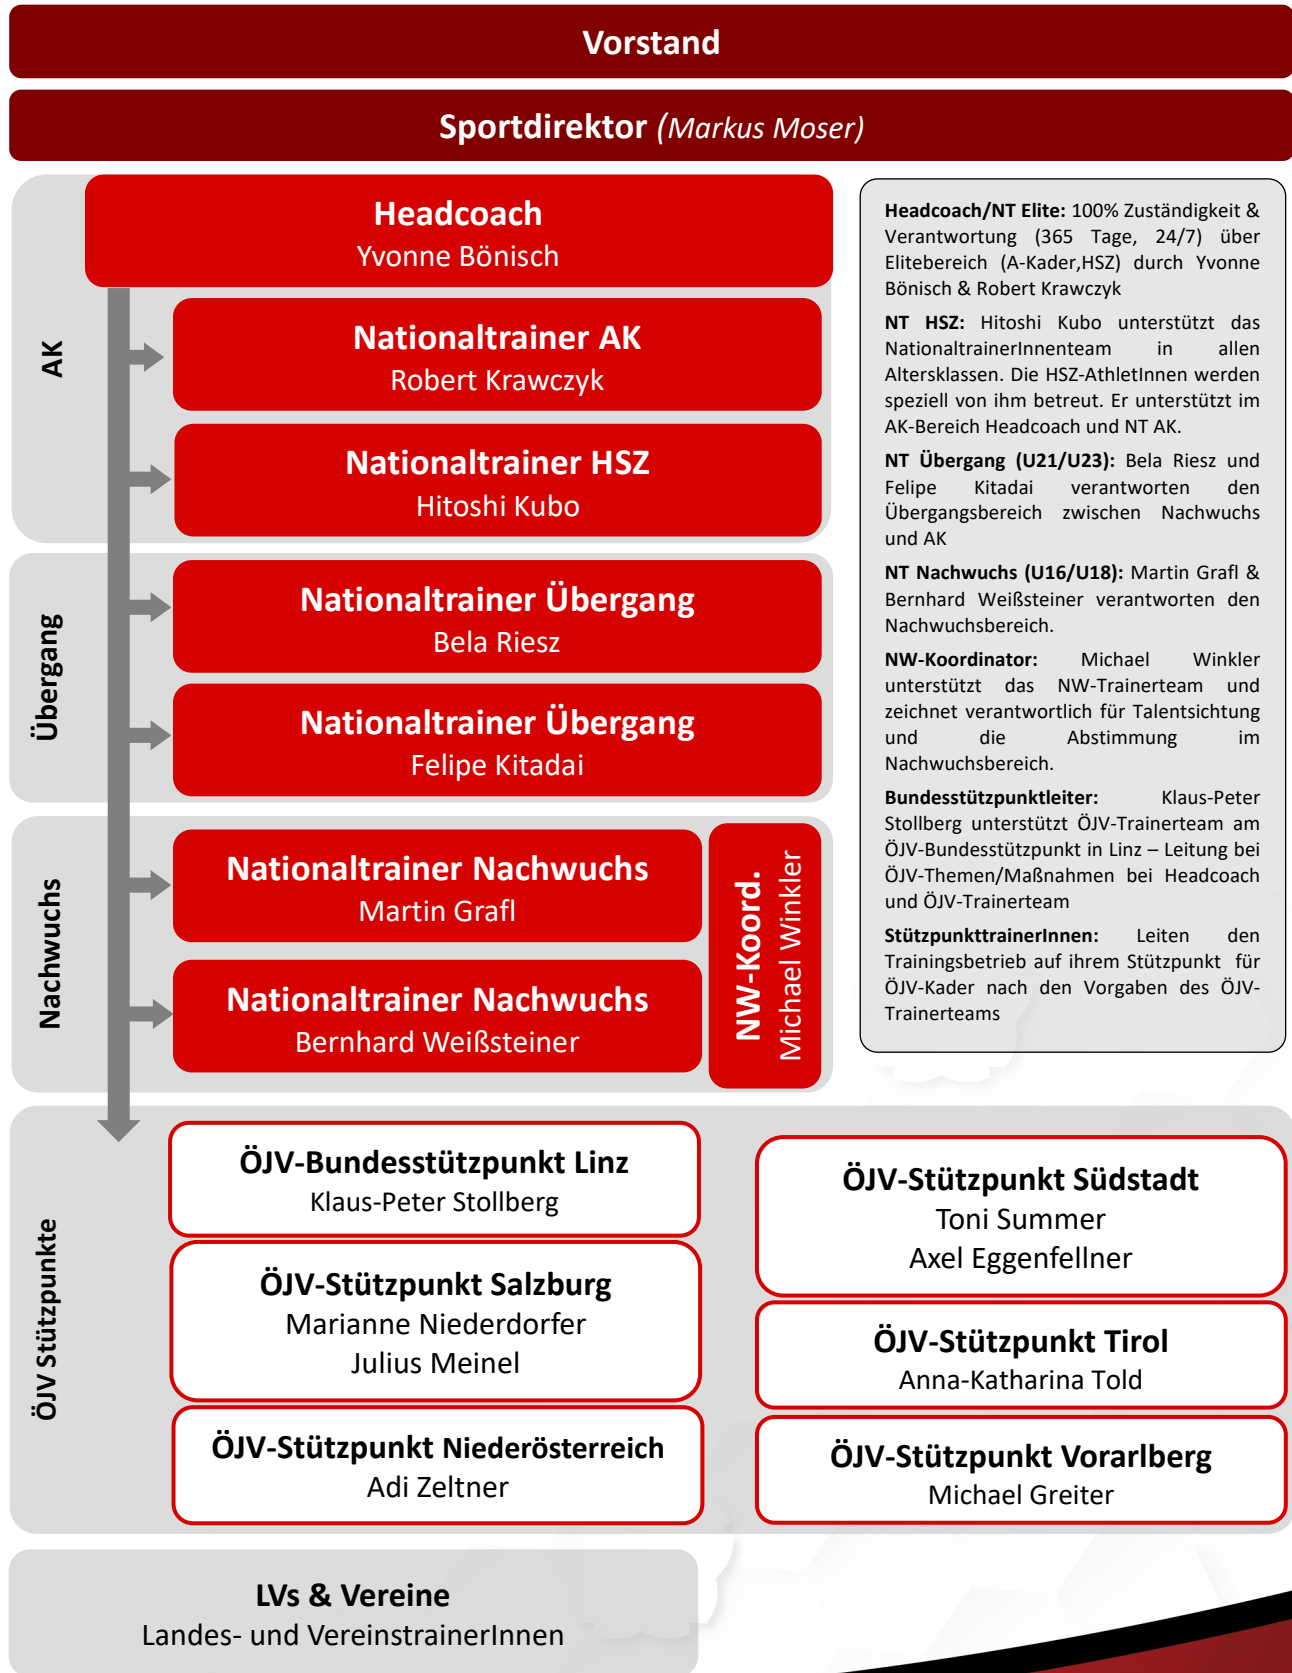 Vorstand
Sportdirektor (Markus Moser)
AK
Headcoach
Yvonne Bönisch
Nationaltrainer AK
Robert Krawczyk
Nationaltrainer HSZ
Hitoshi Kubo
Übergang
Nationaltrainer Übergang
Bela Riesz
Nationaltrainer Übergang
Felipe Kitadai
Nachwuchs
Nationaltrainer Nachwuchs
Martin Grafl
Nationaltrainer Nachwuchs
Bernhard Weißsteiner
NW-Koord.
Michael Winkler
Headcoach/NT Elite: 100% Zuständigkeit &
Verantwortung (365 Tage, 24/7) über
Elitebereich (A-Kader,HSZ) durch Yvonne
Bönisch & Robert Krawczyk
NT HSZ: Hitoshi Kubo unterstützt das
NationaltrainerInnenteam in allen
Altersklassen. Die HSZ-AthletInnen werden
speziell von ihm betreut. Er unterstützt im
AK-Bereich Headcoach und NT AK.
NT Übergang (U21/U23): Bela Riesz und
Felipe Kitadai verantworten den
Übergangsbereich zwischen Nachwuchs
und AK
NT Nachwuchs (U16/U18): Martin Grafl &
Bernhard Weißsteiner verantworten den
Nachwuchsbereich.
NW-Koordinator: Michael Winkler
unterstützt das NW-Trainerteam und
zeichnet verantwortlich für Talentsichtung
und die Abstimmung im
Nachwuchsbereich.
Bundesstützpunktleiter: Klaus-Peter
Stollberg unterstützt ÖJV-Trainerteam am
ÖJV-Bundesstützpunkt in Linz – Leitung bei
ÖJV-Themen/Maßnahmen bei Headcoach
und ÖJV-Trainerteam
StützpunkttrainerInnen: Leiten den
Trainingsbetrieb auf ihrem Stützpunkt für
ÖJV-Kader nach den Vorgaben des ÖJV-
Trainerteams
ÖJV Stützpunkte
ÖJV-Bundesstützpunkt Linz
Klaus-Peter Stollberg
ÖJV-Stützpunkt Salzburg
Marianne Niederdorfer
Julius Meinel
ÖJV-Stützpunkt Niederösterreich
Adi Zeltner
ÖJV-Stützpunkt Südstadt
Toni Summer
Axel Eggenfellner
ÖJV-Stützpunkt Tirol
Anna-Katharina Told
ÖJV-Stützpunkt Vorarlberg
Michael Greiter
LVs & Vereine
Landes- und VereinstrainerInnen